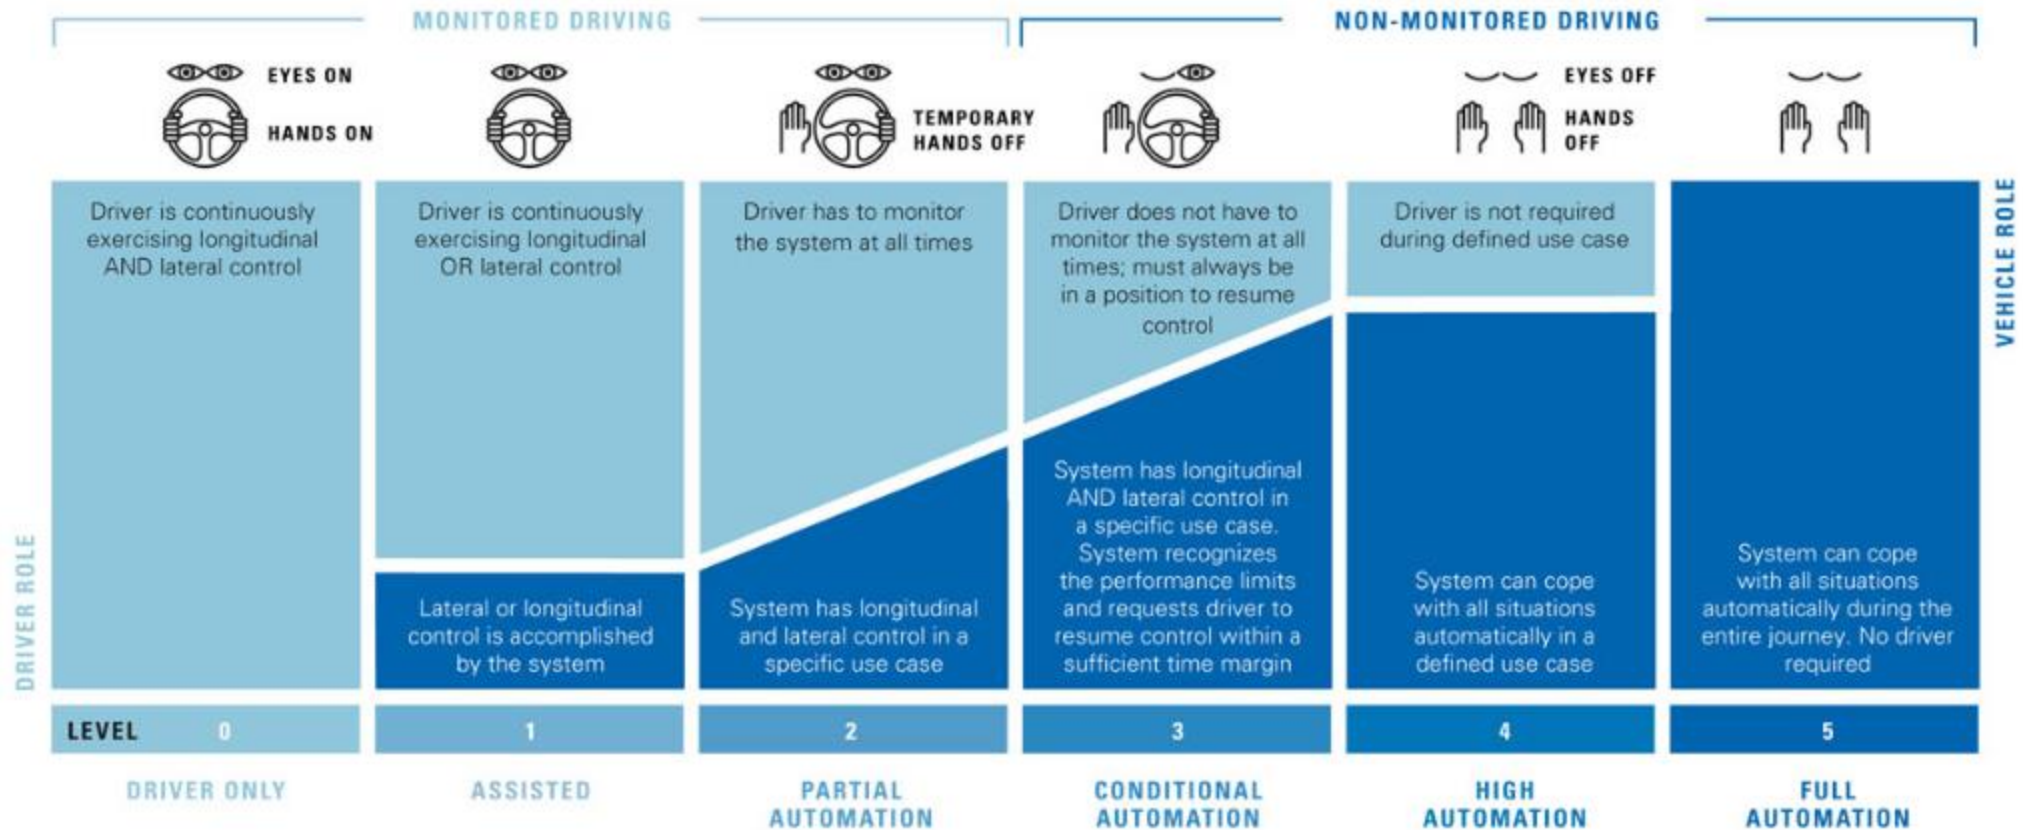 MONITORED DRIVING
NON-MONITORED DRIVING
EYES ON
HANDS ON
TEMPORARY
HANDS OFF
EYES OFF
HANDS
OFF
Driver is continuously
exercising longitudinal
AND lateral control
Driver is continuously
exercising longitudinal
OR lateral control
Driver has to monitor
the system at all times
Driver does not have to
monitor the system at all
times; must always be
in a position to resume
control
Driver is not required
during defined use case
VEHICLE ROLE
DRIVER ROLE
Lateral or longitudinal
control is accomplished
by the system
System has longitudinal
and lateral control in a
specific use case
System has longitudinal
AND lateral control in
a specific use case.
System recognizes
the performance limits
and requests driver to
resume control within a
sufficient time margin
System can cope
with all situations
automatically in a
defined use case
System can cope
with all situations
automatically during the
entire journey. No driver
required
LEVEL 0
1
2
3
4
5
DRIVER ONLY
ASSISTED
PARTIAL
AUTOMATION
CONDITIONAL
AUTOMATION
HIGH
AUTOMATION
FULL
AUTOMATION